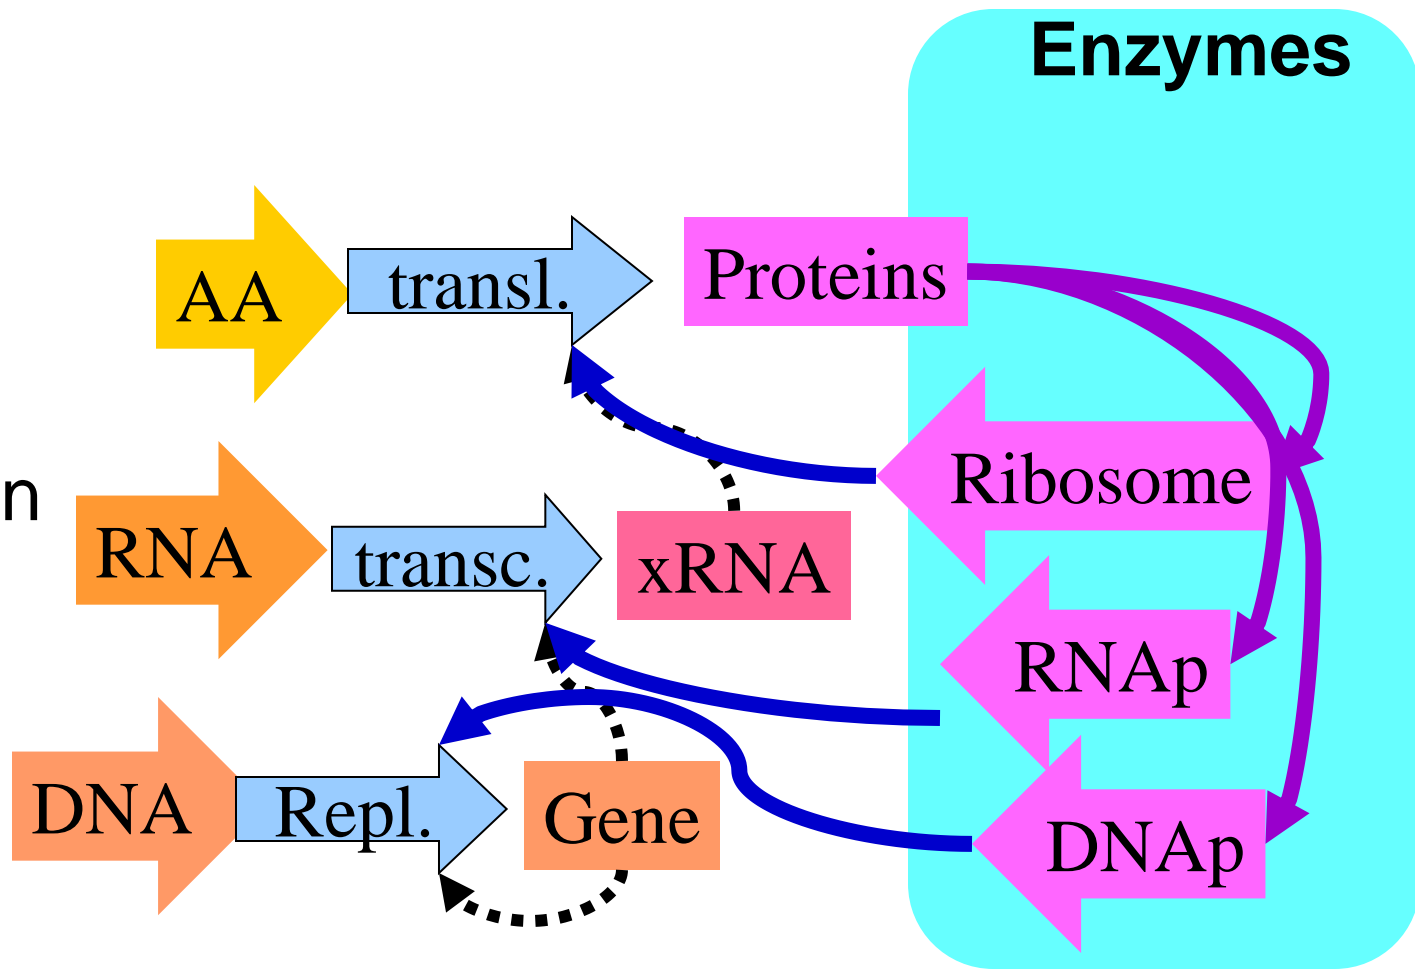 Enzymes
AA
transl.
Proteins
n
RNA
transc.
xRNA
Ribosome
RNAp
DNA
Repl.
Gene
DNAp